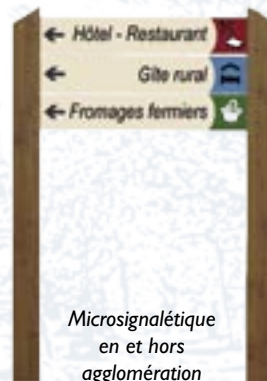 ← Hôtel - Restaurant
← Gîte rural
← Fromages fermiers
Microsignalétique
en et hors
agglomération